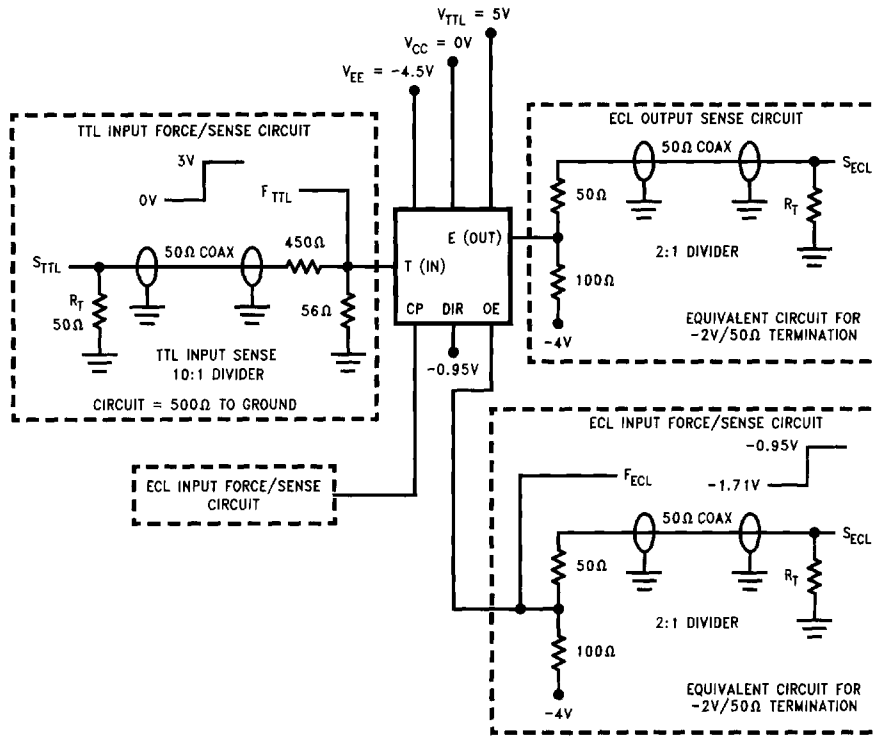 V_TTL = 5V
V_CC = 0V
V_EE = -4.5V
TTL INPUT FORCE/SENSE CIRCUIT
3V
0V
F_TTL
S_TTL
50Ω COAX
450Ω
R_T
50Ω
56Ω
TTL INPUT SENSE
10:1 DIVIDER
CIRCUIT = 500Ω TO GROUND
T (IN)
E (OUT)
CP DIR OE
-0.95V
ECL OUTPUT SENSE CIRCUIT
50Ω COAX
S_ECL
50Ω
R_T
2:1 DIVIDER
100Ω
-4V
EQUIVALENT CIRCUIT FOR
-2V/50Ω TERMINATION
ECL INPUT FORCE/SENSE
CIRCUIT
ECL INPUT FORCE/SENSE CIRCUIT
-0.95V
-1.71V
F_ECL
50Ω COAX
S_ECL
50Ω
R_T
2:1 DIVIDER
100Ω
-4V
EQUIVALENT CIRCUIT FOR
-2V/50Ω TERMINATION